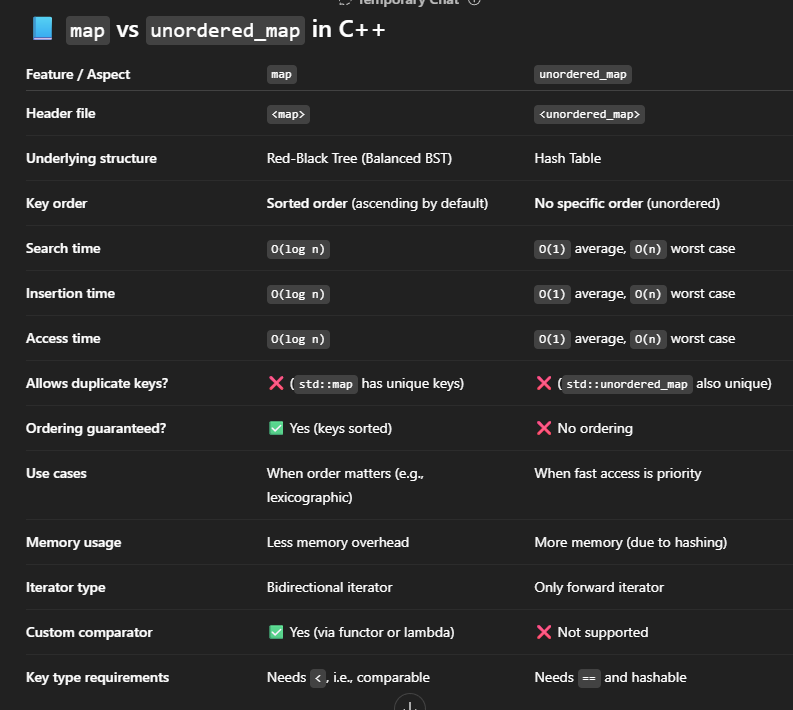 Temporary Chat
map vs unordered_map in C++
Feature / Aspect map unordered_map
Header file <map> <unordered_map>
Underlying structure Red-Black Tree (Balanced BST) Hash Table
Key order Sorted order (ascending by default) No specific order (unordered)
Search time O(log n) O(1) average, O(n) worst case
Insertion time O(log n) O(1) average, O(n) worst case
Access time O(log n) O(1) average, O(n) worst case
Allows duplicate keys? ❌ (std::map has unique keys) ❌ (std::unordered_map also unique)
Ordering guaranteed? ✅ Yes (keys sorted) ❌ No ordering
Use cases When order matters (e.g., When fast access is priority
lexicographic)
Memory usage Less memory overhead More memory (due to hashing)
Iterator type Bidirectional iterator Only forward iterator
Custom comparator ✅ Yes (via functor or lambda) ❌ Not supported
Key type requirements Needs <, i.e., comparable Needs == and hashable